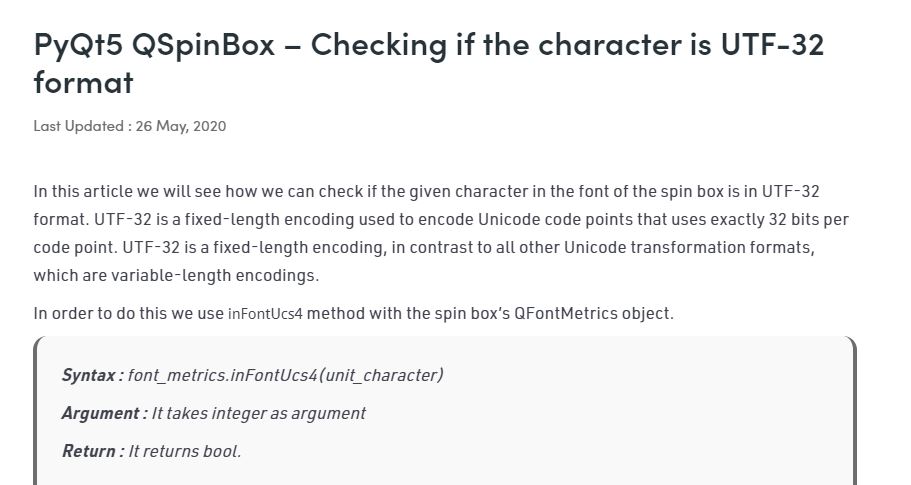 PyQt5 QSpinBox – Checking if the character is UTF-32
format
Last Updated : 26 May, 2020
In this article we will see how we can check if the given character in the font of the spin box is in UTF-32
format. UTF-32 is a fixed-length encoding used to encode Unicode code points that uses exactly 32 bits per
code point. UTF-32 is a fixed-length encoding, in contrast to all other Unicode transformation formats,
which are variable-length encodings.
In order to do this we use inFontUcs4 method with the spin box’s QFontMetrics object.
Syntax : font_metrics.inFontUcs4(unit_character)
Argument : It takes integer as argument
Return : It returns bool.